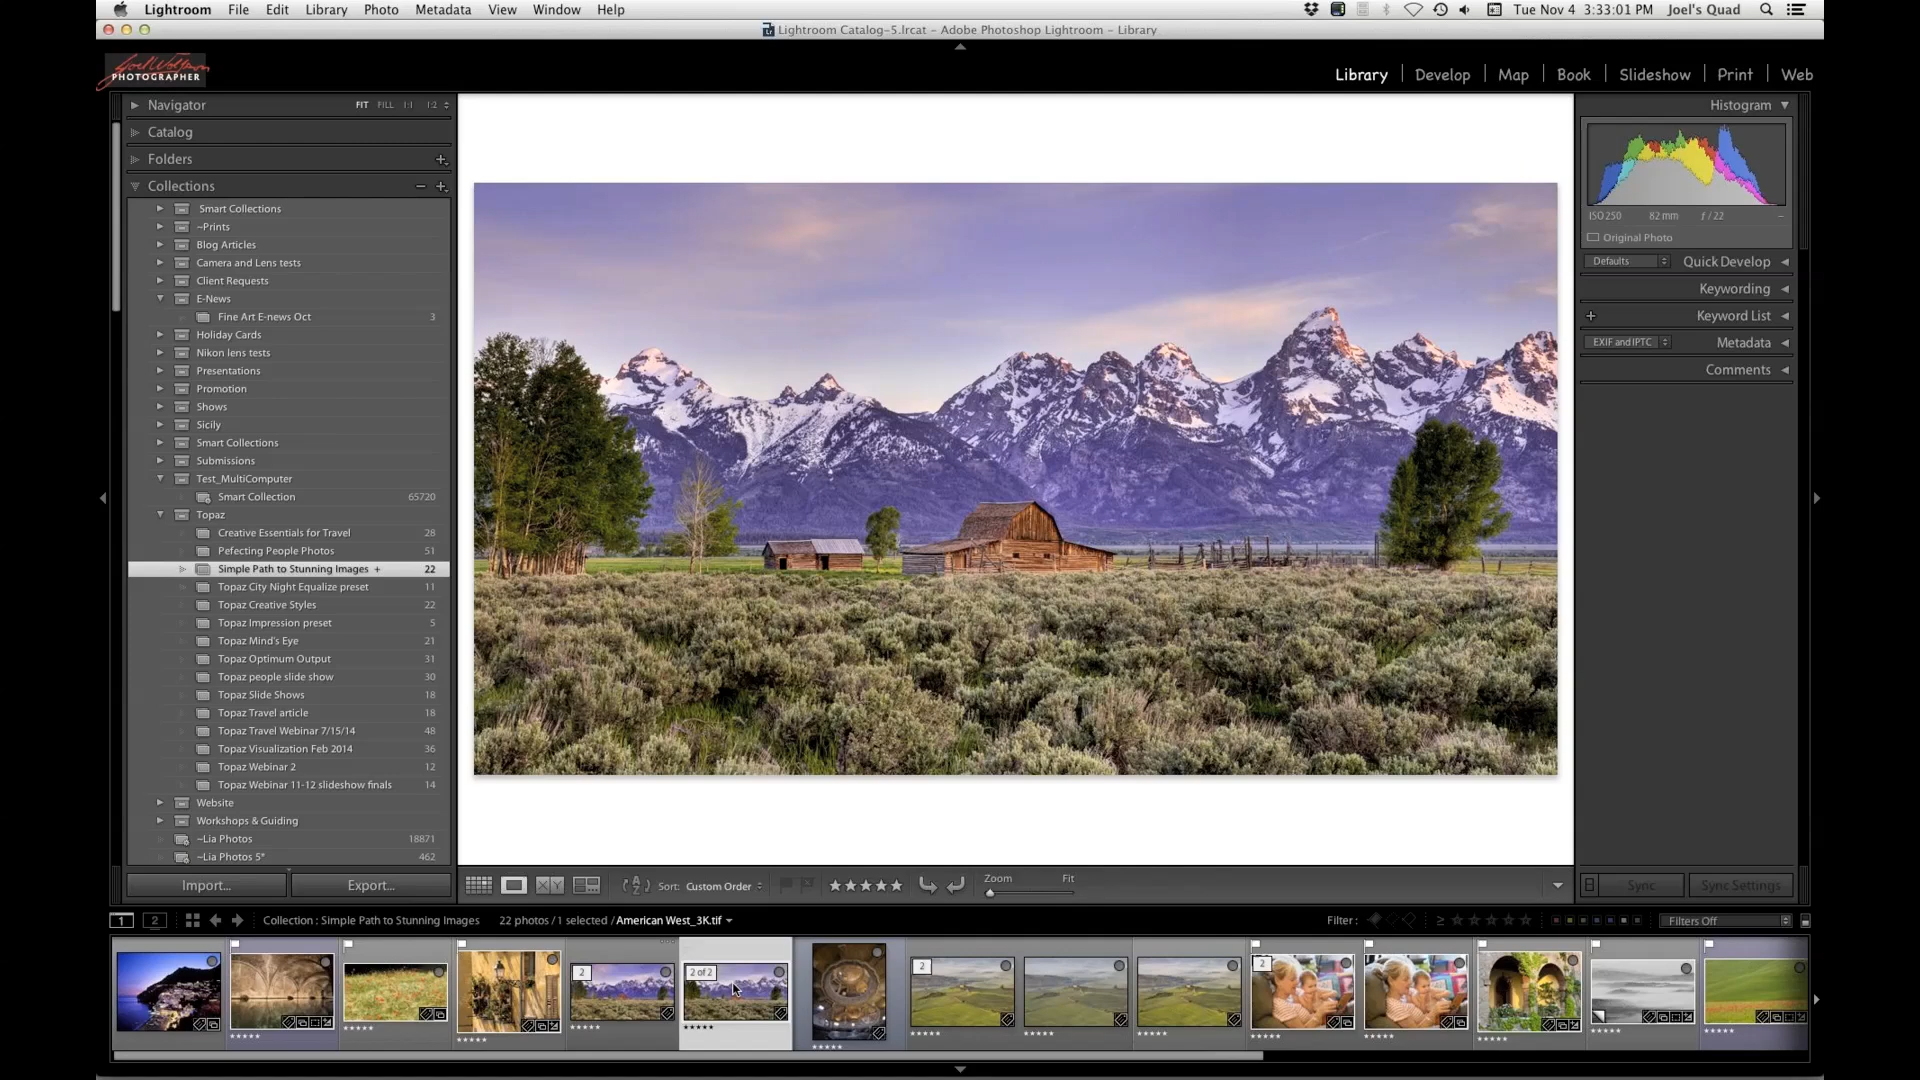 Lightroom File Edit Library Photo Metadata View Window Help Tue Nov 4 3:33:01 PM Joel's Quad
Lightroom Catalog-5.lrcat - Adobe Photoshop Lightroom - Library
PHOTOGRAPHER
Library | Develop | Map | Book | Slideshow | Print | Web
Navigator FIT FILL 1:1 1:2
Catalog
Folders
Collections
Smart Collections
~Prints
Blog Articles
Camera and Lens tests
Client Requests
E-News
Fine Art E-news Oct 3
Holiday Cards
Nikon lens tests
Presentations
Promotion
Shows
Sicily
Smart Collections
Submissions
Test_MultiComputer
Smart Collection 65720
Topaz
Creative Essentials for Travel 28
Pefecting People Photos 51
Simple Path to Stunning Images + 22
Topaz City Night Equalize preset 11
Topaz Creative Styles 22
Topaz Impression preset 5
Topaz Mind's Eye 21
Topaz Optimum Output 31
Topaz people slide show 30
Topaz Slide Shows 18
Topaz Travel article 18
Topaz Travel Webinar 7/15/14 48
Topaz Visualization Feb 2014 36
Topaz Webinar 2 12
Topaz Webinar 11-12 slideshow finals 14
Website
Workshops & Guiding
~Lia Photos 18871
~Lia Photos 5* 462
Import... Export...
Histogram
ISO 250 82 mm f / 22
Original Photo
Defaults Quick Develop
Keywording
Keyword List
EXIF and IPTC Metadata
Comments
X Y Sort: Custom Order Zoom Fit
Sync Sync Settings
1 2 Collection : Simple Path to Stunning Images 22 photos / 1 selected / American West_3K.tif Filter : Filters Off
2 2 of 2 2 2